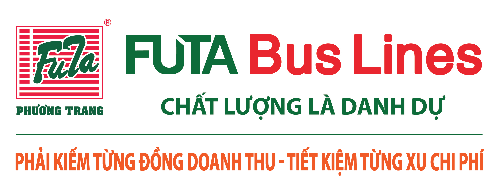 FuTa ®
PHƯƠNG TRANG
FUTA Bus Lines
CHẤT LƯỢNG LÀ DANH DỰ
PHẢI KIẾM TỪNG ĐỒNG DOANH THU - TIẾT KIỆM TỪNG XU CHI PHÍ